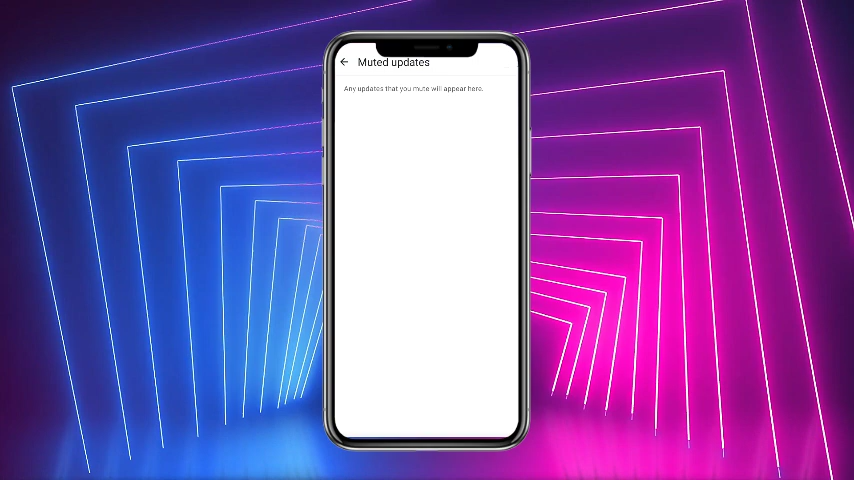 Muted updates
Any updates that you mute will appear here.